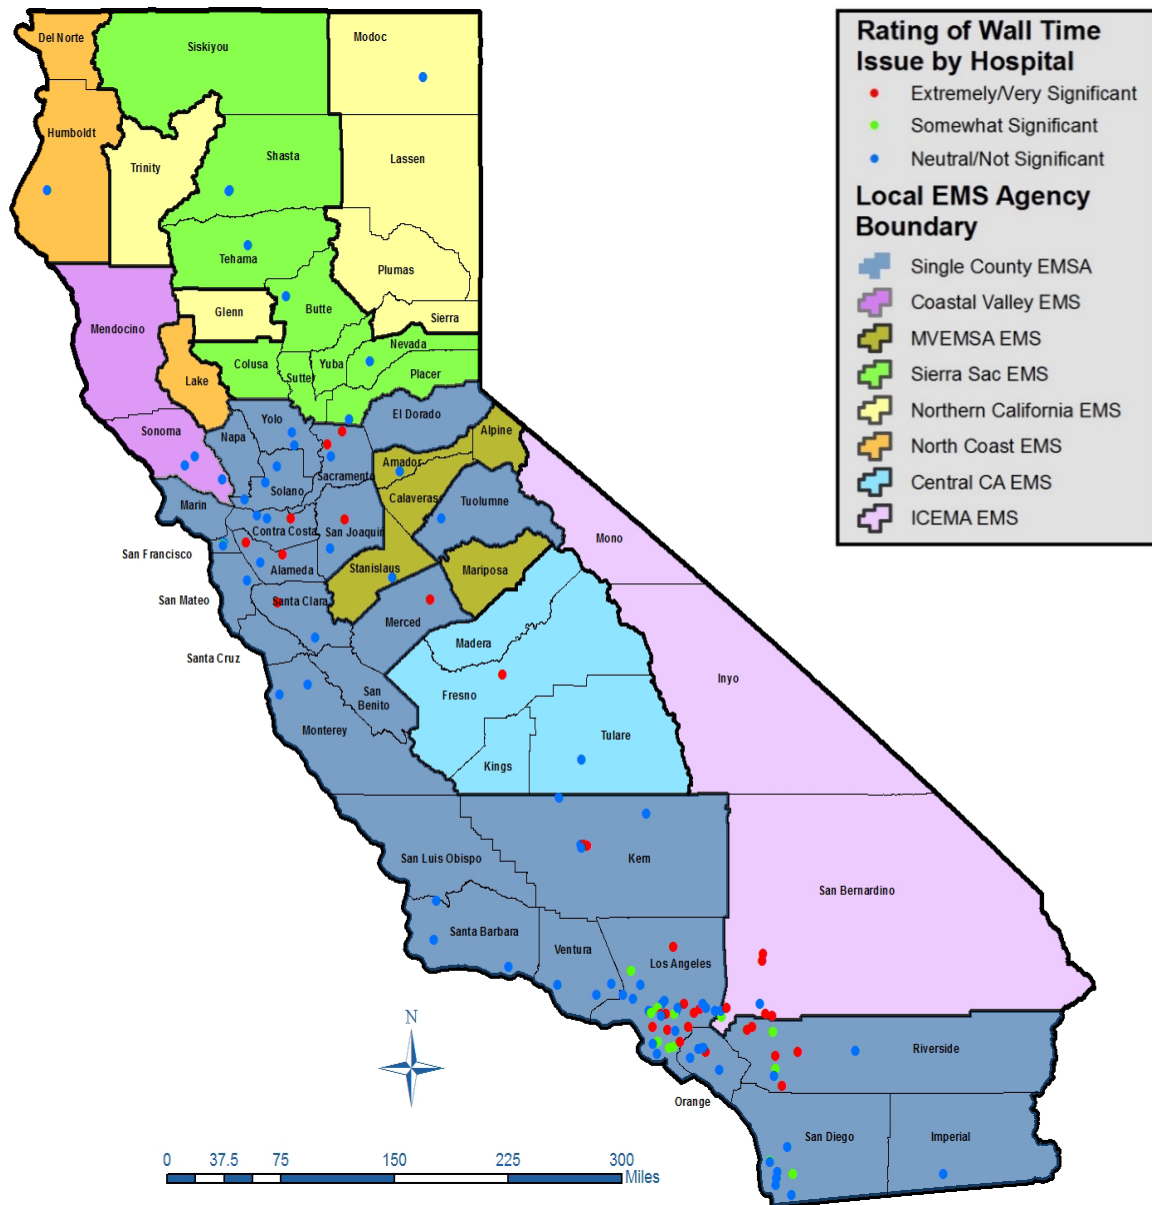 Del Norte
Siskiyou
Modoc
Humboldt
Trinity
Shasta
Lassen
Tehama
Plumas
Glenn
Butte
Sierra
Mendocino
Colusa
Sutter
Yuba
Nevada
Placer
Lake
El Dorado
Sonoma
Napa
Yolo
Sacramento
Alpine
Amador
Solano
Calaveras
Tuolumne
Marin
Contra Costa
San Joaquin
Mono
San Francisco
Alameda
Stanislaus
Mariposa
San Mateo
Santa Clara
Merced
Madera
Santa Cruz
Inyo
San
Benito
Fresno
Monterey
Tulare
Kings
San Luis Obispo
Kern
San Bernardino
Santa Barbara
Ventura
Los Angeles
Riverside
Orange
San Diego
Imperial
N
0 37.5 75 150 225 300
Miles
Rating of Wall Time
Issue by Hospital
Extremely/Very Significant
Somewhat Significant
Neutral/Not Significant
Local EMS Agency
Boundary
Single County EMSA
Coastal Valley EMS
MVEMSA EMS
Sierra Sac EMS
Northern California EMS
North Coast EMS
Central CA EMS
ICEMA EMS